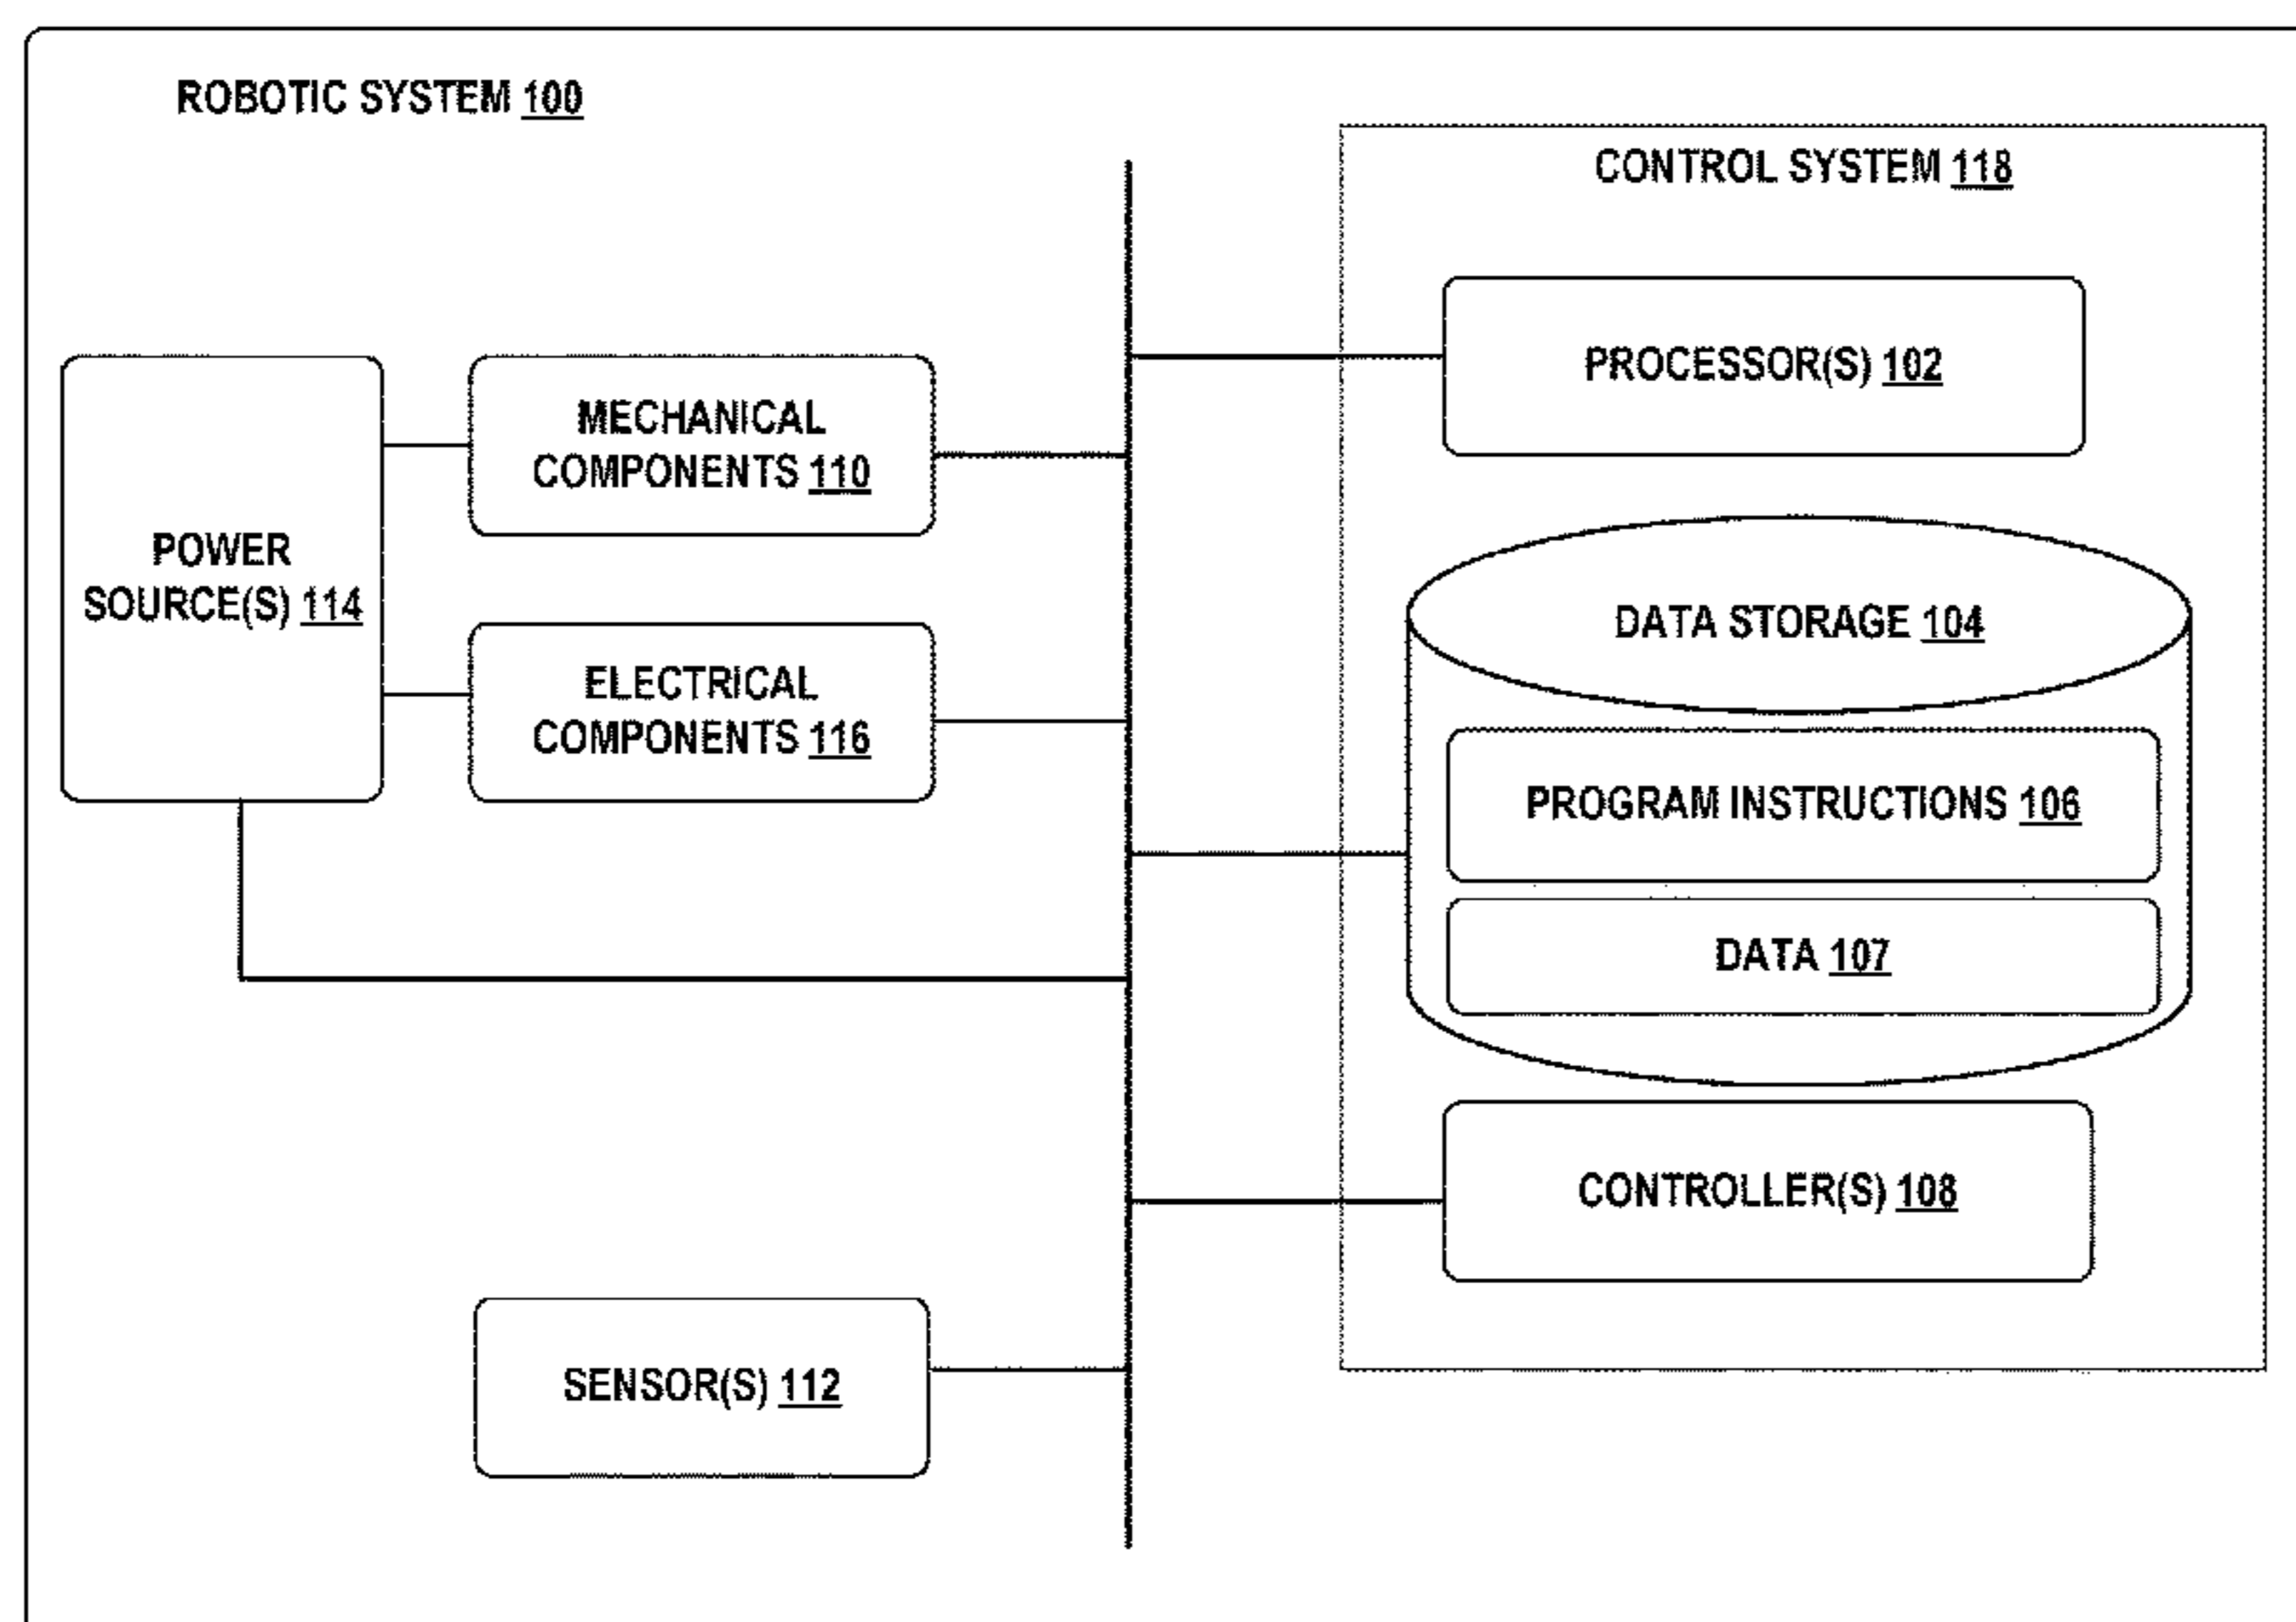 ROBOTIC SYSTEM 100
CONTROL SYSTEM 118
PROCESSOR(S) 102
MECHANICAL
COMPONENTS 110
POWER
SOURCE(S) 114
DATA STORAGE 104
ELECTRICAL
COMPONENTS 116
PROGRAM INSTRUCTIONS 106
DATA 107
CONTROLLER(S) 108
SENSOR(S) 112